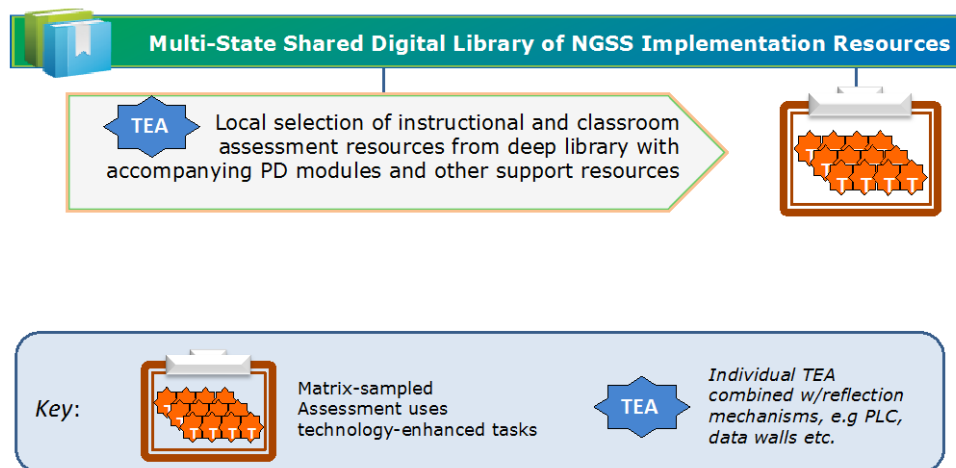 Multi-State Shared Digital Library of NGSS Implementation Resources
TEA
Local selection of instructional and classroom
assessment resources from deep library with
accompanying PD modules and other support resources
T
T T T T
Key:
T
T T T T
Matrix-sampled
Assessment uses
technology-enhanced tasks
TEA
Individual TEA
combined w/reflection
mechanisms, e.g PLC,
data walls etc.